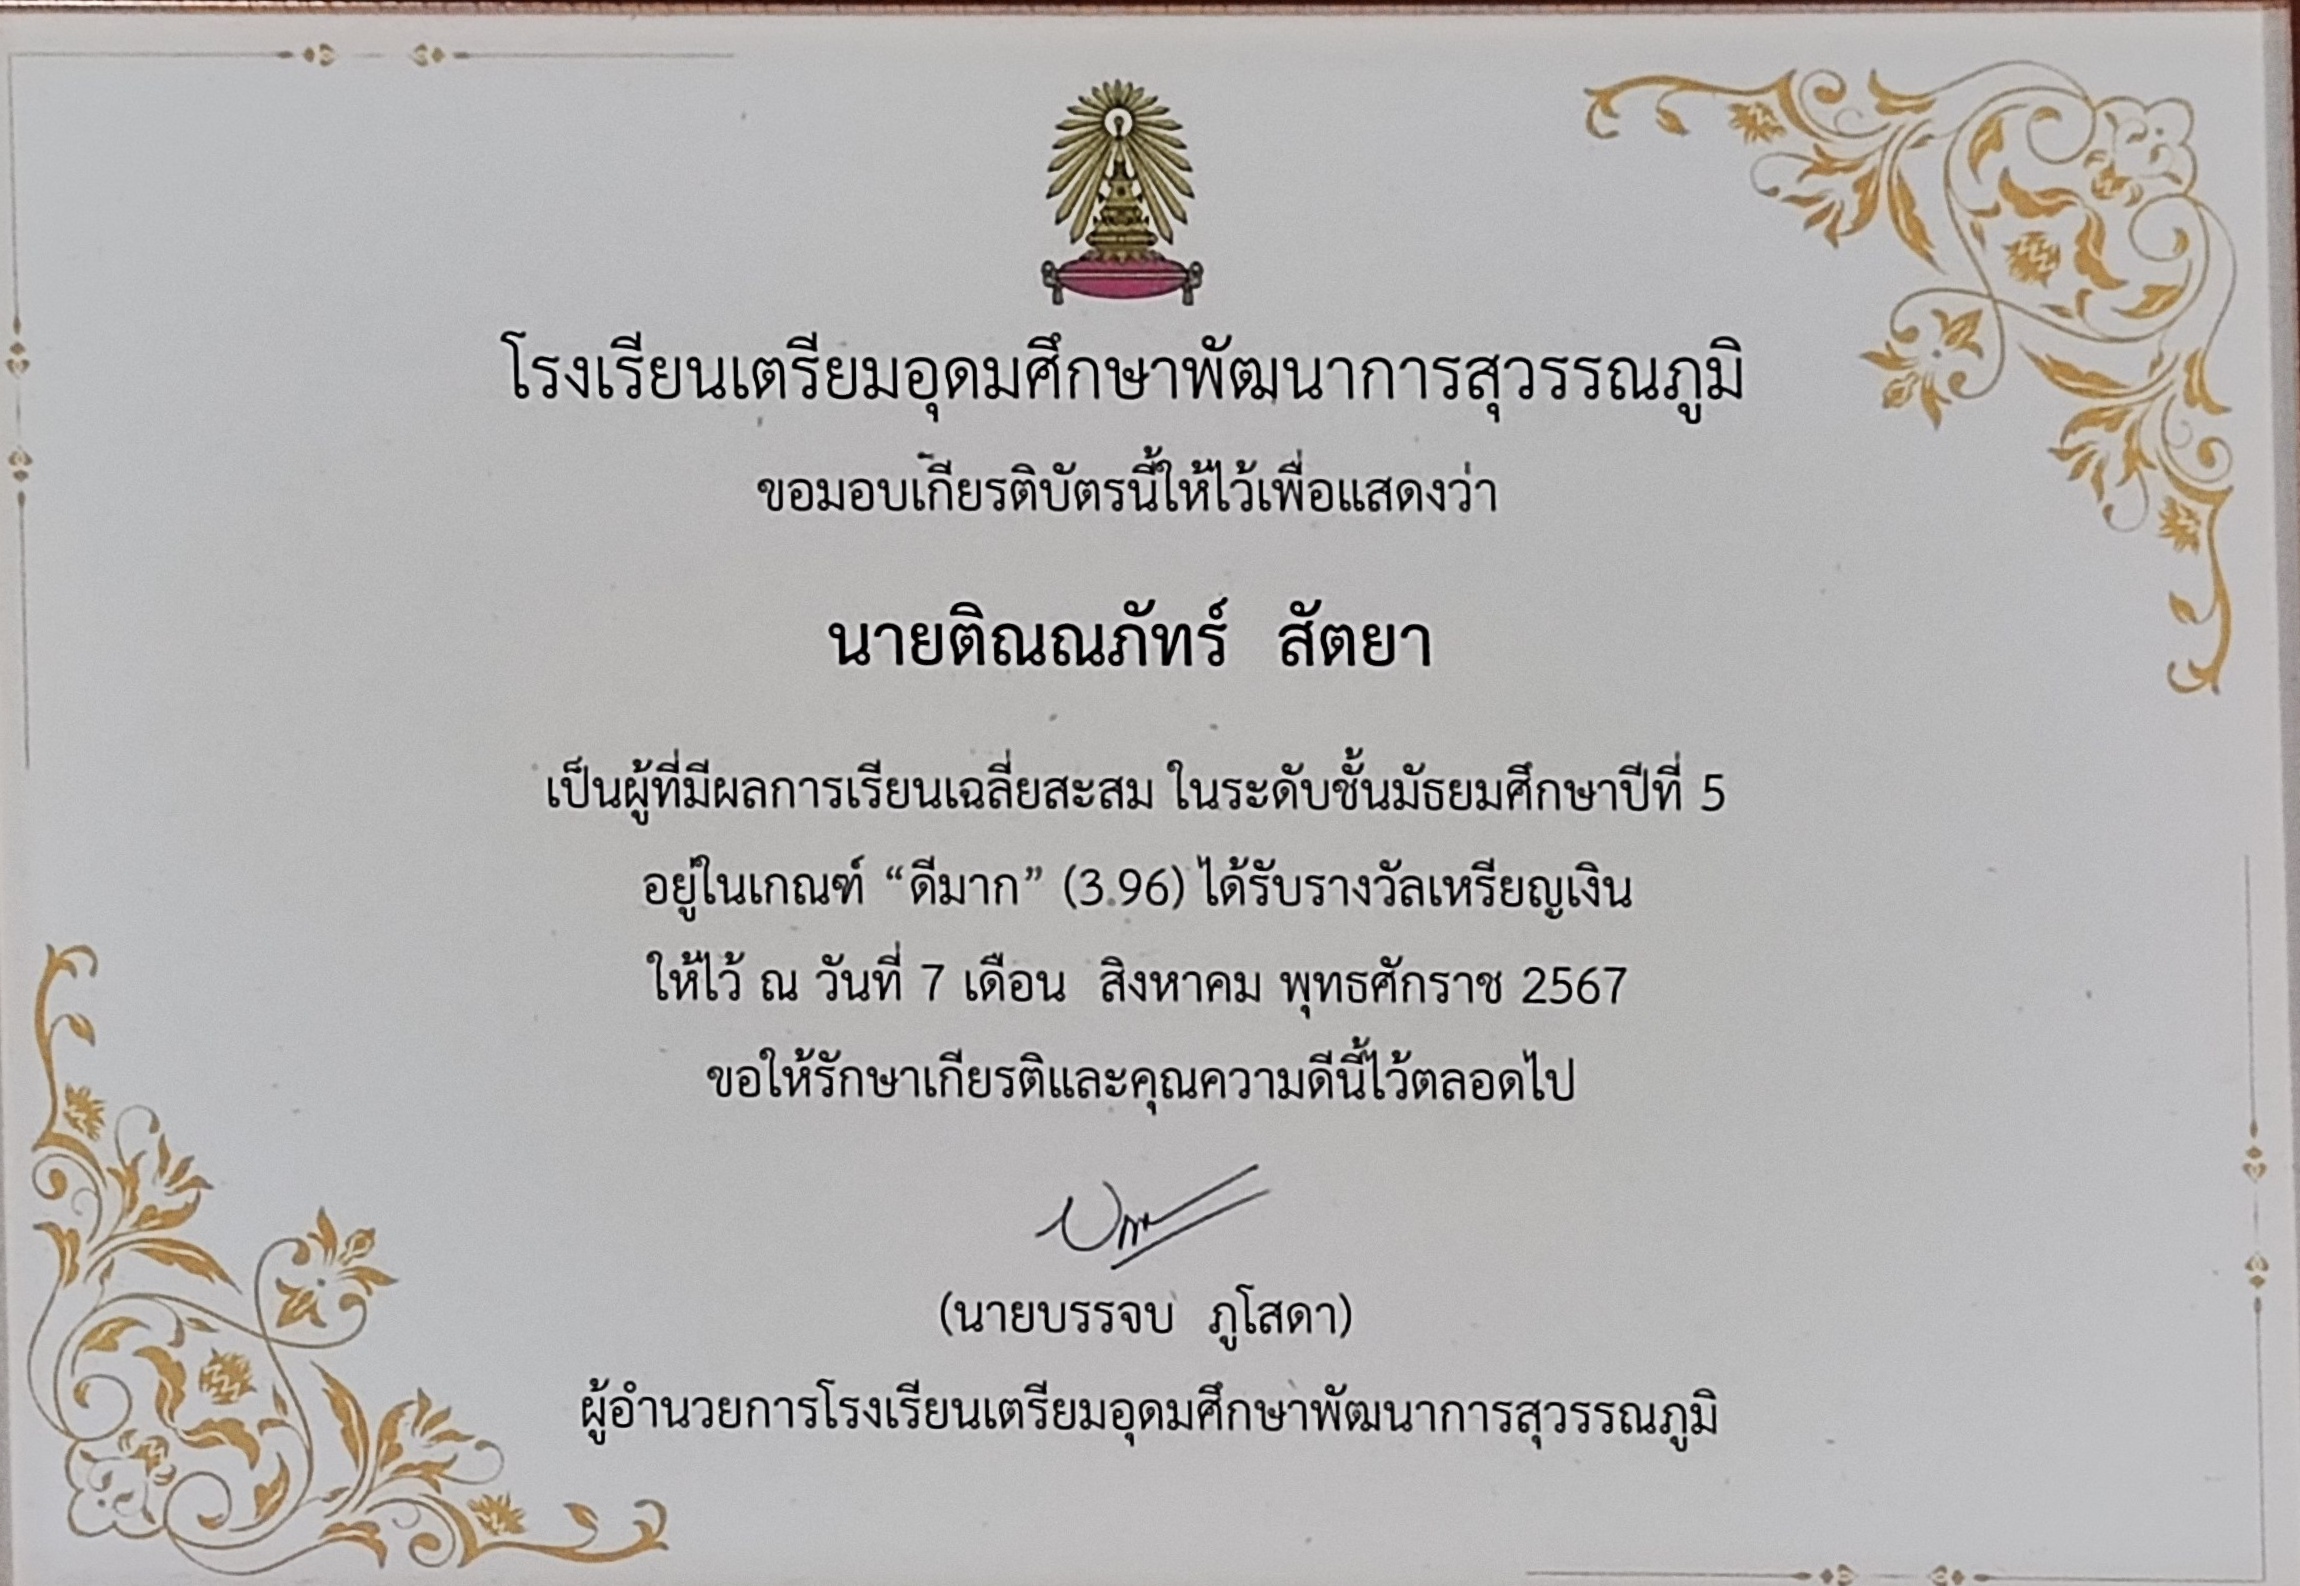 โรงเรียนเตรียมอุดมศึกษาพัฒนาการสุวรรณภูมิ
ขอมอบเกียรติบัตรนี้ให้ไว้เพื่อแสดงว่า
นายติณณภัทร์ สัตยา
เป็นผู้ที่มีผลการเรียนเฉลี่ยสะสม ในระดับชั้นมัธยมศึกษาปีที่ 5
อยู่ในเกณฑ์ “ดีมาก” (3.96) ได้รับรางวัลเหรียญเงิน
ให้ไว้ ณ วันที่ 7 เดือน สิงหาคม พุทธศักราช 2567
ขอให้รักษาเกียรติและคุณความดีนี้ไว้ตลอดไป
(นายบรรจบ ภูโสดา)
ผู้อำนวยการโรงเรียนเตรียมอุดมศึกษาพัฒนาการสุวรรณภูมิ